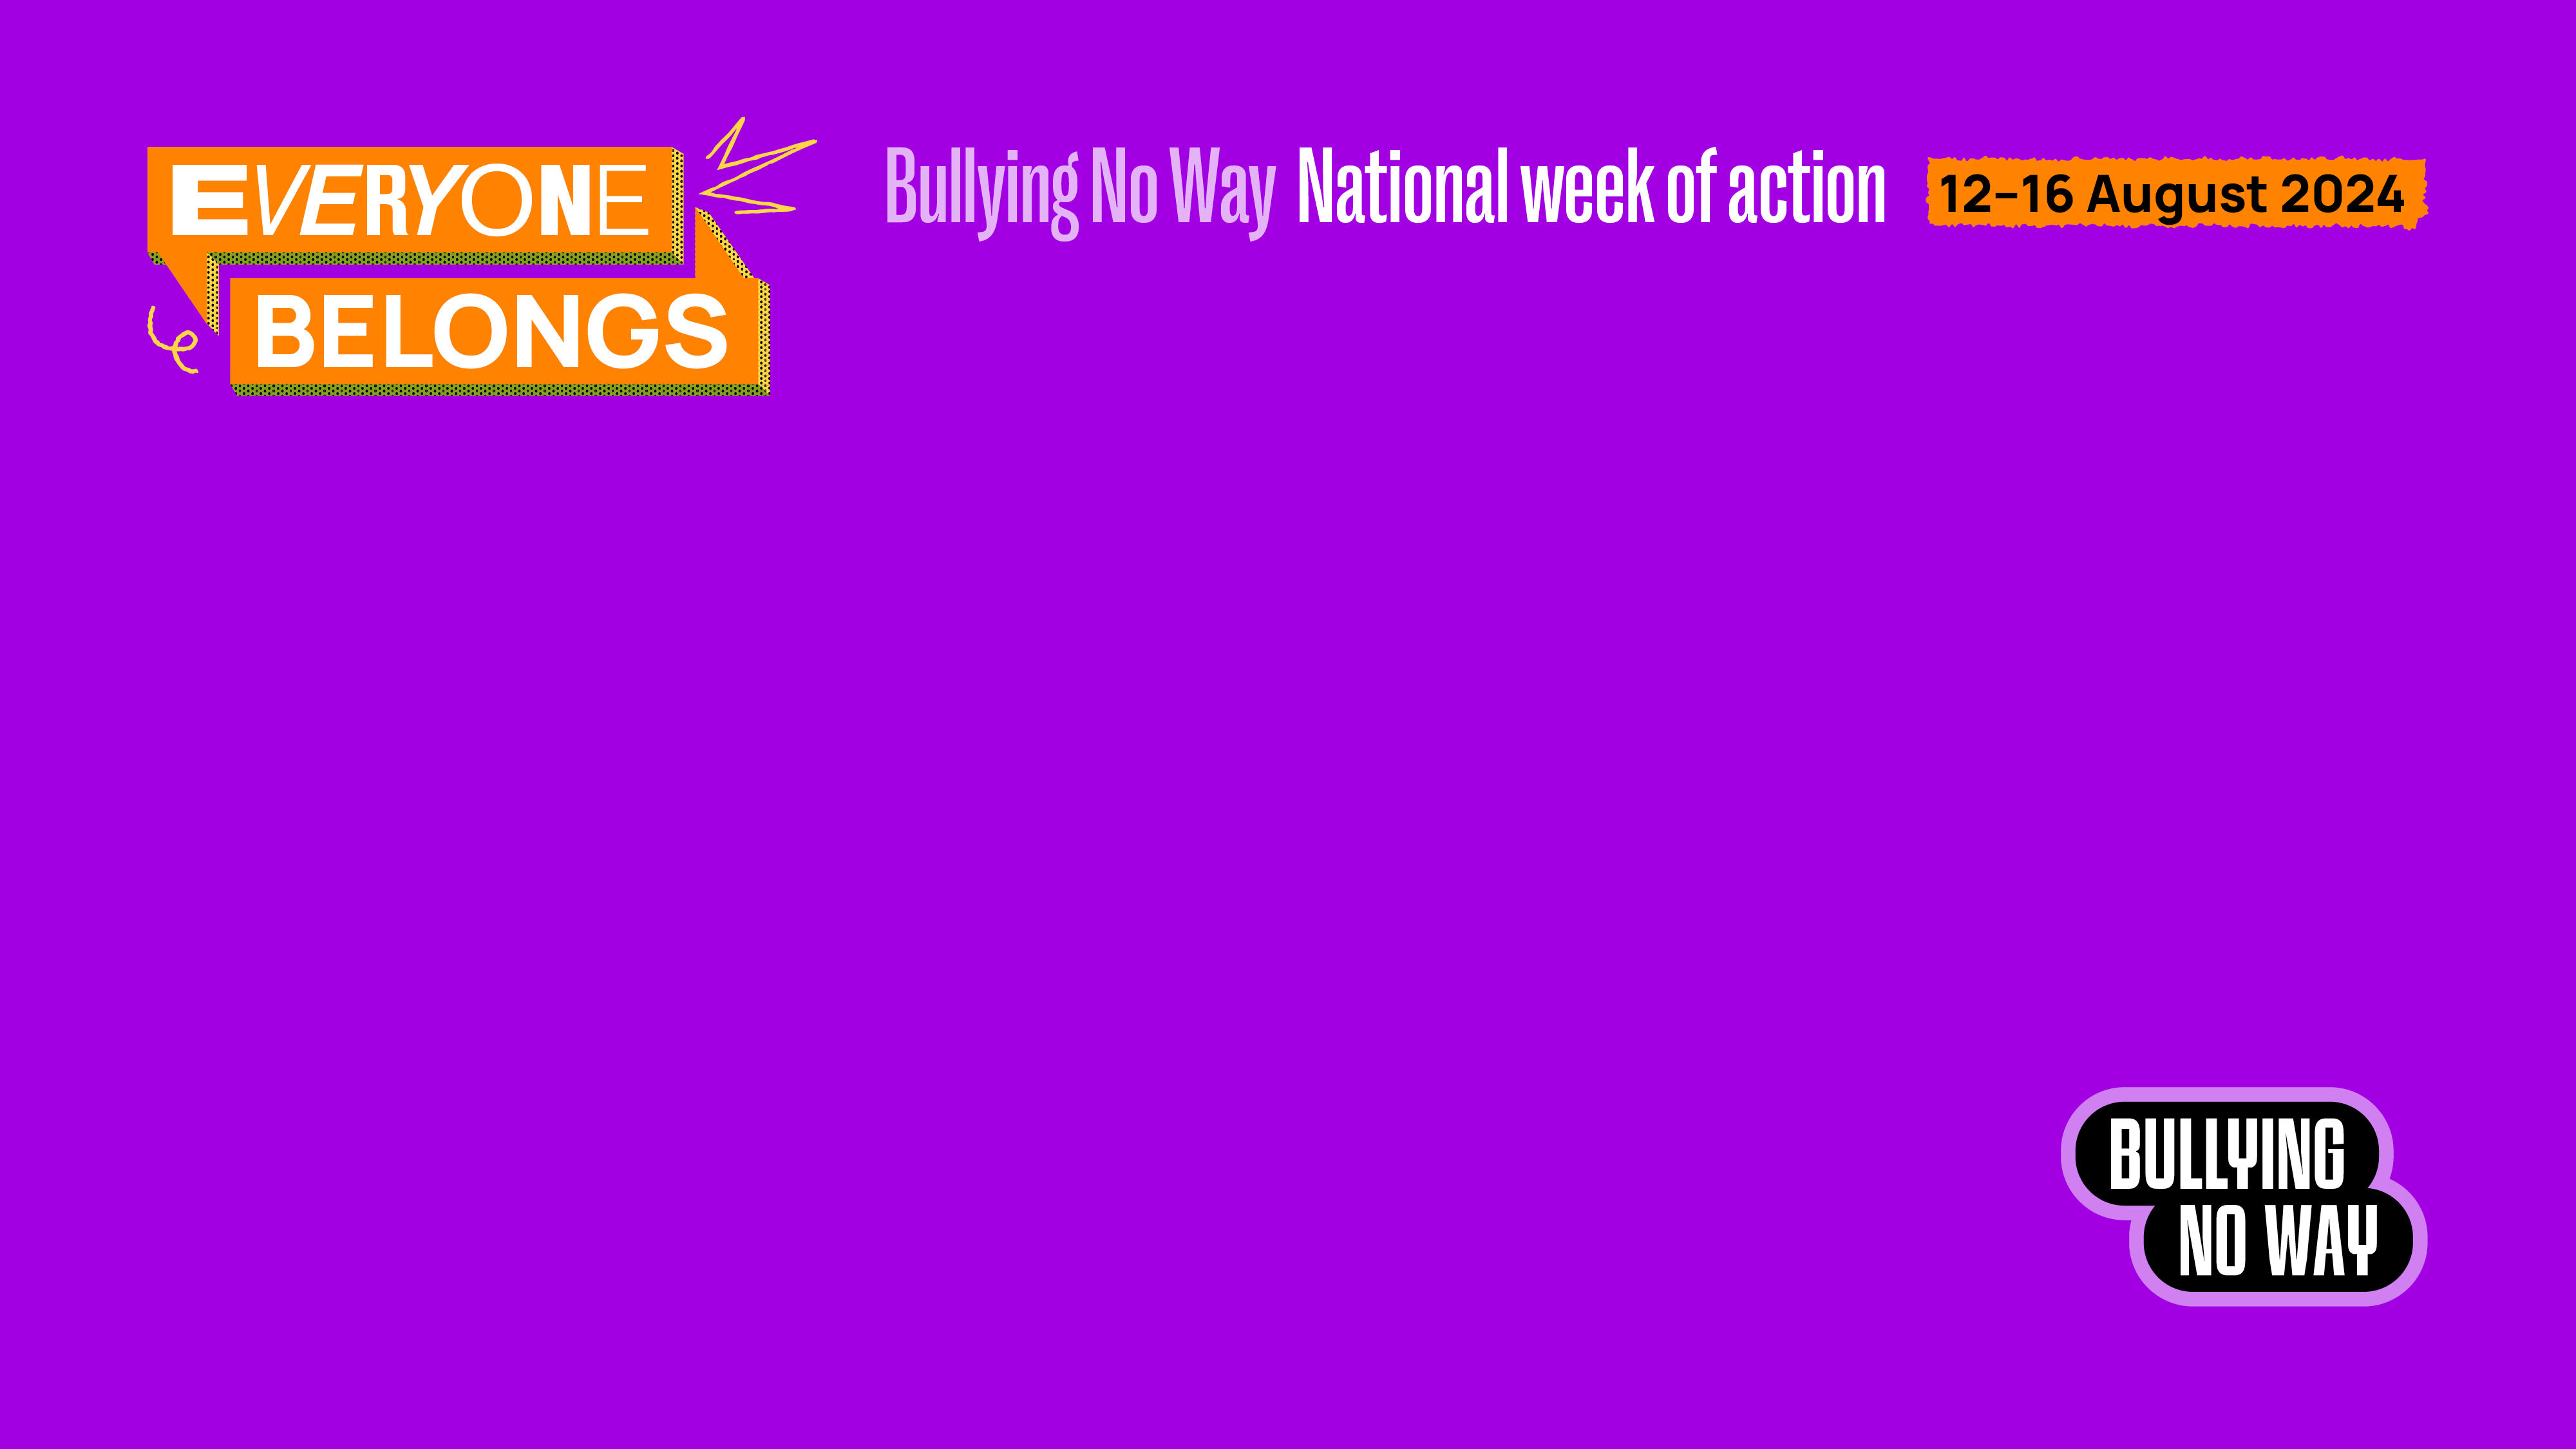 EVERYONE
BELONGS
Bullying No Way National week of action
12–16 August 2024
BULLYING
NO WAY